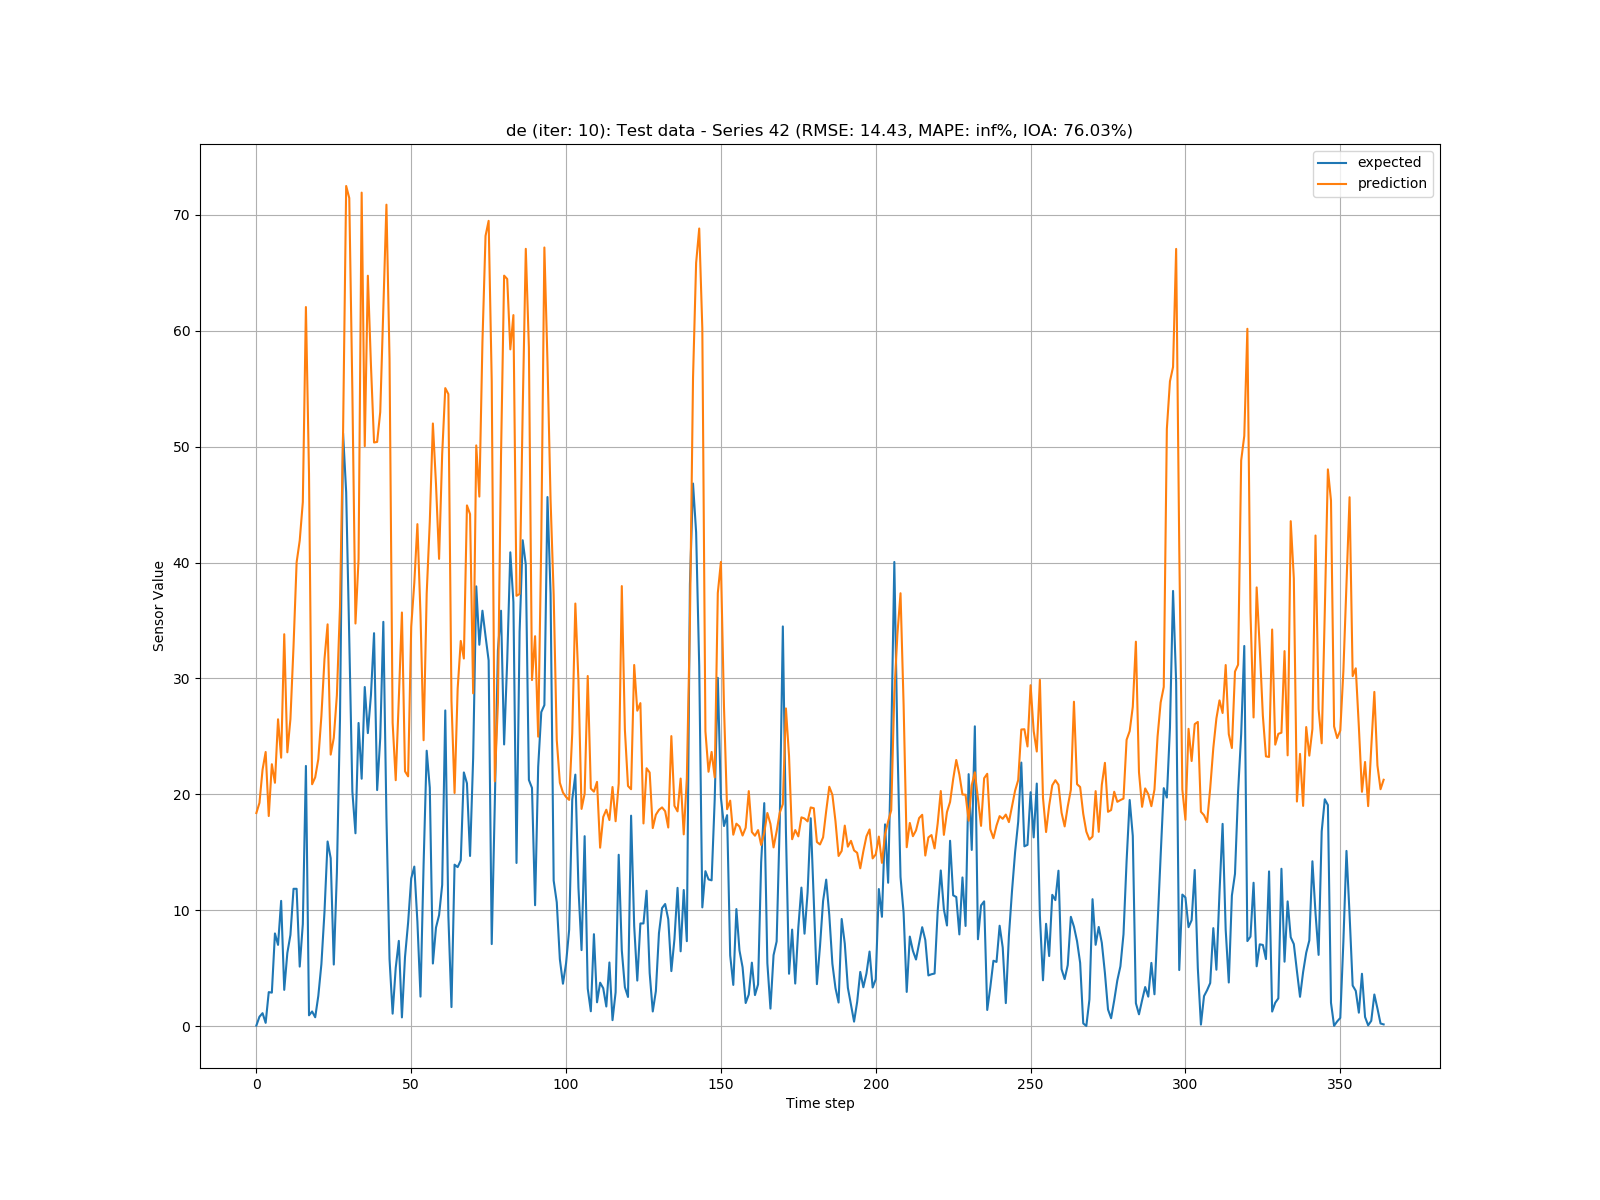 de (iter: 10): Test data - Series 42 (RMSE: 14.43, MAPE: inf%, IOA: 76.03%)
expected
prediction
70
60
50
40
30
20
10
0
Sensor Value
0 50 100 150 200 250 300 350
Time step